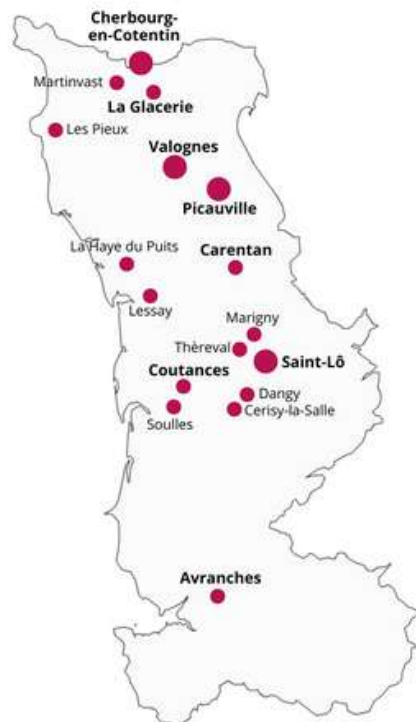 Cherbourg-
en-Cotentin
Martinvast
La Glacerie
Les Pieux
Valognes
Picauville
La Haye du Puits
Carentan
Lessay
Marigny
Thèreval
Saint-Lô
Coutances
Dangy
Cerisy-la-Salle
Soulles
Avranches